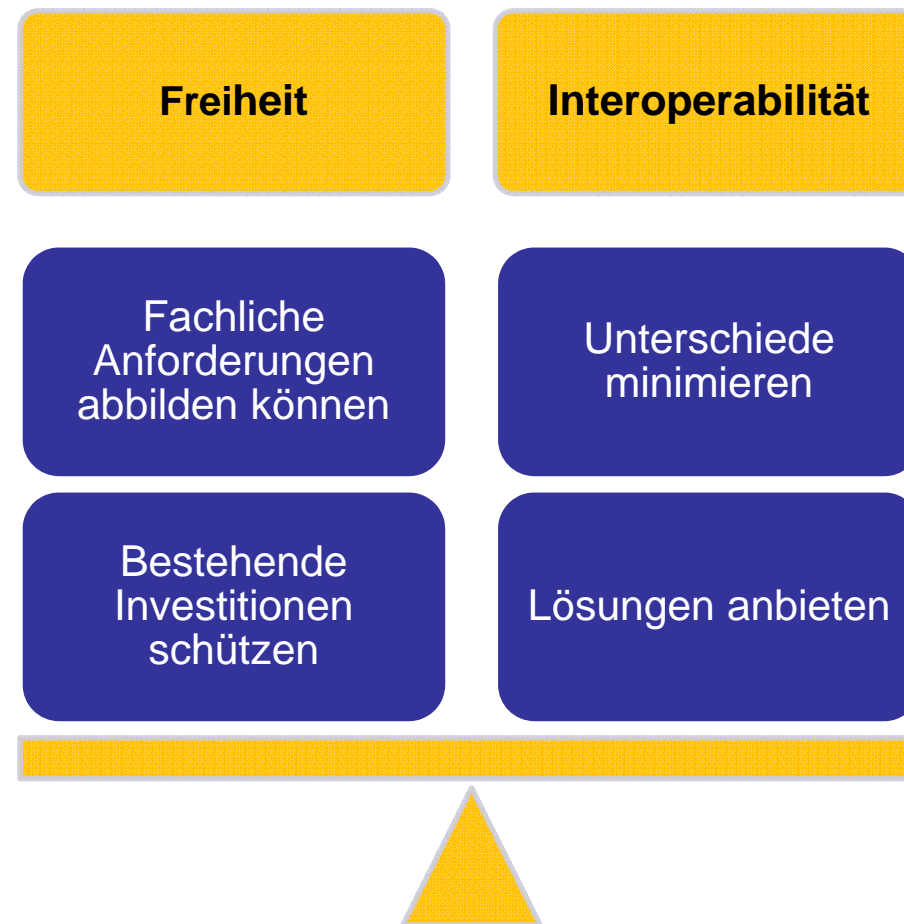 Freiheit
Interoperabilität
Fachliche
Anforderungen
abbilden können
Unterschiede
minimieren
Bestehende
Investitionen
schützen
Lösungen anbieten